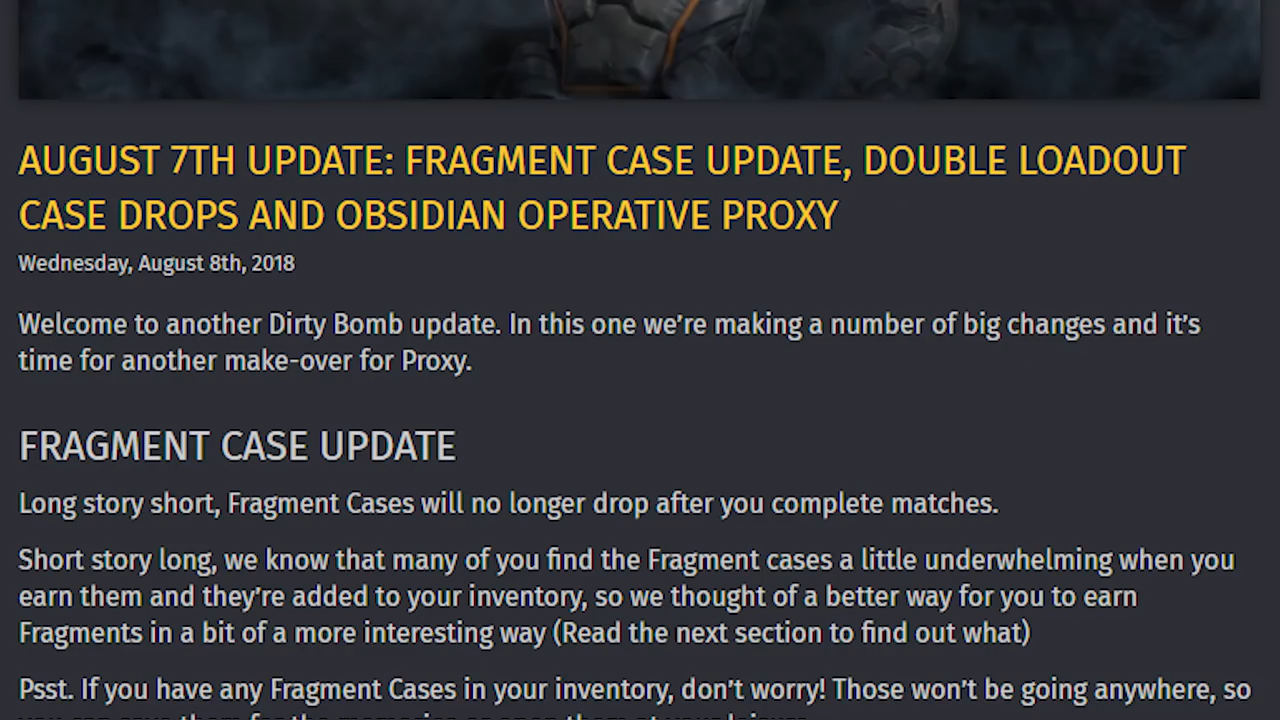 AUGUST 7TH UPDATE: FRAGMENT CASE UPDATE, DOUBLE LOADOUT
CASE DROPS AND OBSIDIAN OPERATIVE PROXY
Wednesday, August 8th, 2018
Welcome to another Dirty Bomb update. In this one we’re making a number of big changes and it’s
time for another make-over for Proxy.
FRAGMENT CASE UPDATE
Long story short, Fragment Cases will no longer drop after you complete matches.
Short story long, we know that many of you find the Fragment cases a little underwhelming when you
earn them and they’re added to your inventory, so we thought of a better way for you to earn
Fragments in a bit of a more interesting way (Read the next section to find out what)
Psst. If you have any Fragment Cases in your inventory, don’t worry! Those won’t be going anywhere, so